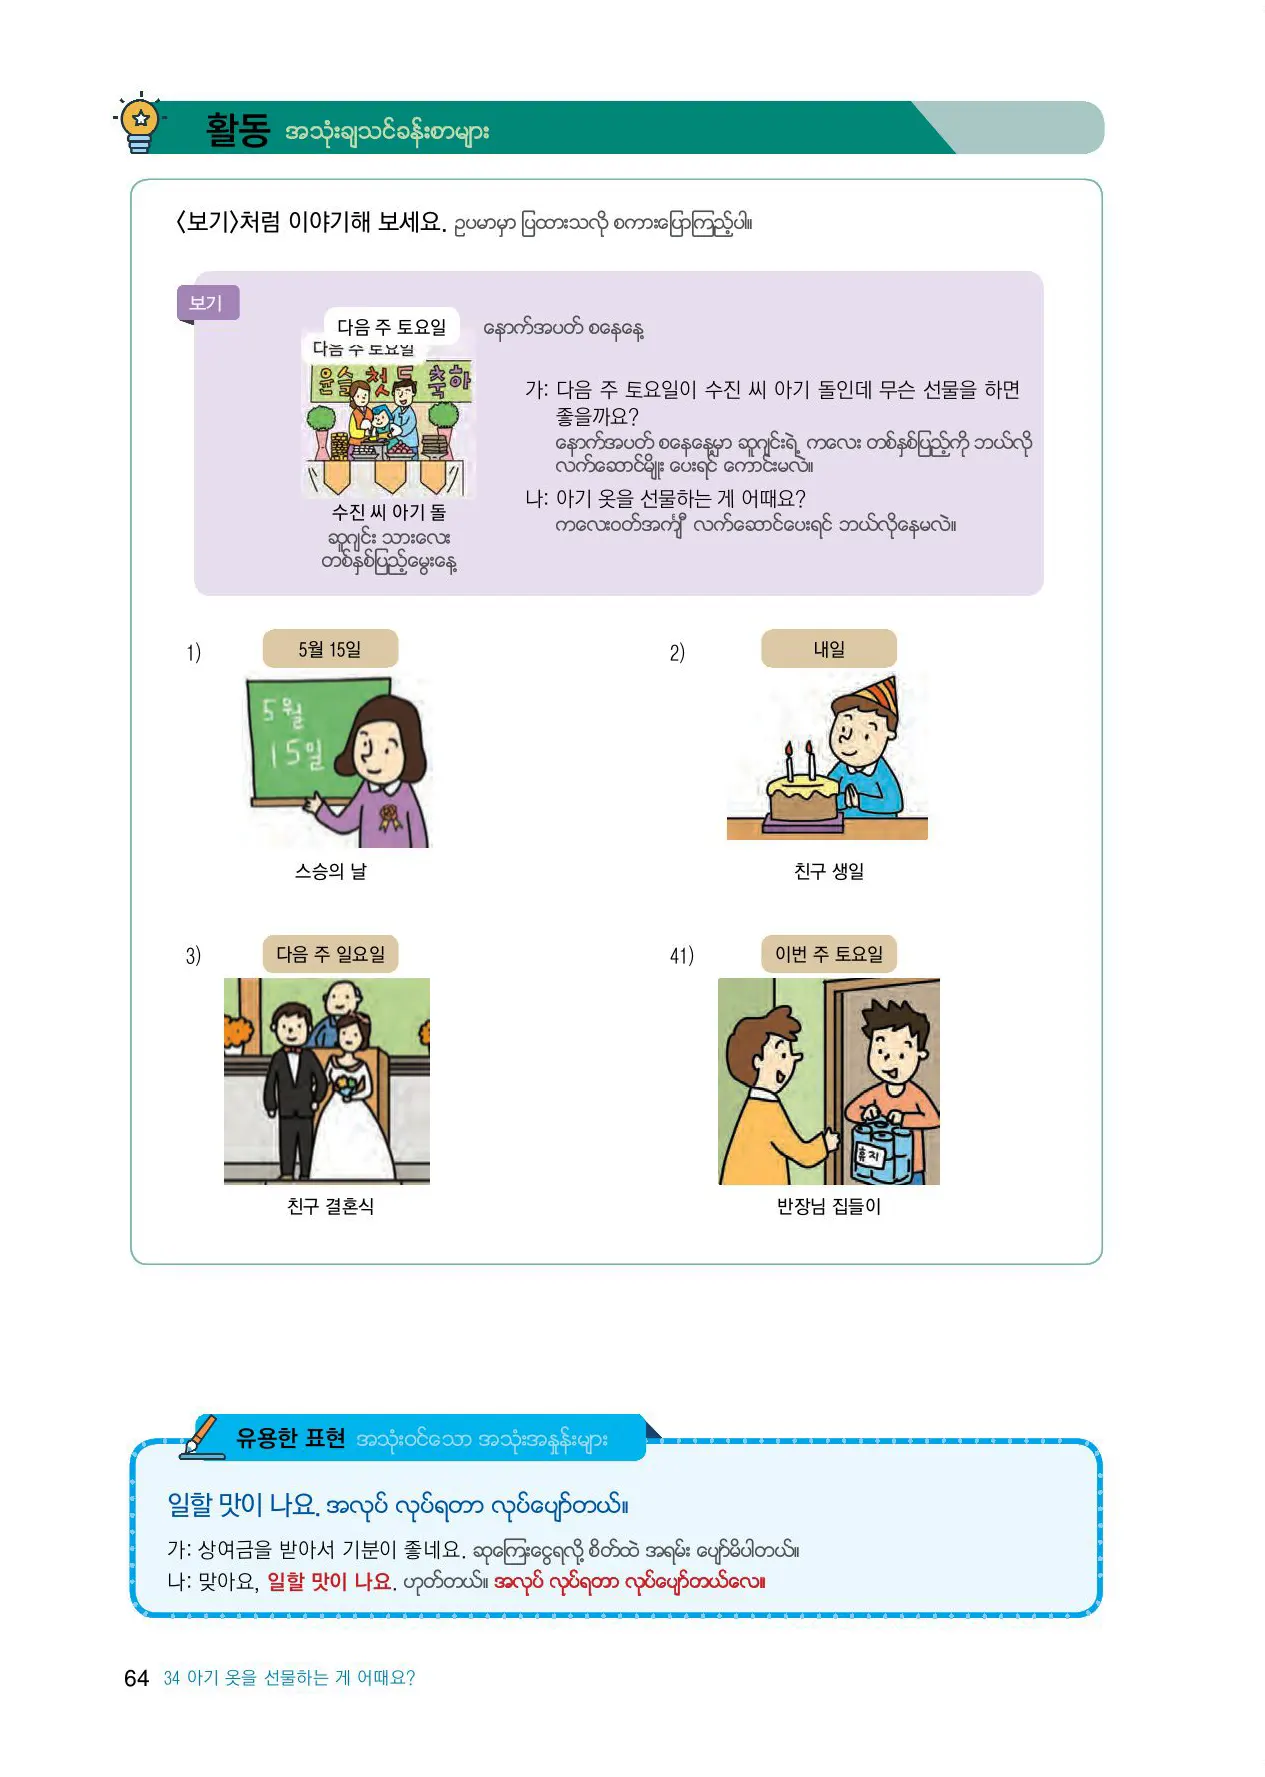 활동 အသုံးချသင်ခန်းစာများ
<보기>처럼 이야기해 보세요. ဥပမာမှာ ပြထားသလို စကားပြောကြည့်ပါ။
보기
다음 주 토요일 နောက်အပတ် စနေနေ့
다음 주 토요일
윤슬 첫 돌 축하
수진 씨 아기 돌
ဆူဂျင်း သားလေး
တစ်နှစ်ပြည့်မွေးနေ့
가: 다음 주 토요일이 수진 씨 아기 돌인데 무슨 선물을 하면
좋을까요?
နောက်အပတ် စနေနေ့မှာ ဆူဂျင်းရဲ့ ကလေး တစ်နှစ်ပြည့်ကို ဘယ်လို
လက်ဆောင်မျိုး ပေးရင် ကောင်းမလဲ။
나: 아기 옷을 선물하는 게 어때요?
ကလေးဝတ်အင်္ကျီ လက်ဆောင်ပေးရင် ဘယ်လိုနေမလဲ။
1) 5월 15일
5월
15일
스승의 날
2) 내일
친구 생일
3) 다음 주 일요일
친구 결혼식
41) 이번 주 토요일
휴지
반장님 집들이
유용한 표현 အသုံးဝင်သော အသုံးအနှုန်းများ
일할 맛이 나요. အလုပ် လုပ်ရတာ လုပ်ပျော်တယ်။
가: 상여금을 받아서 기분이 좋네요. ဆုကြေးငွေရလို့ စိတ်ထဲ အရမ်း ပျော်မိပါတယ်။
나: 맞아요, 일할 맛이 나요. ဟုတ်တယ်။ အလုပ် လုပ်ရတာ လုပ်ပျော်တယ်လေ။
64 34 아기 옷을 선물하는 게 어때요?